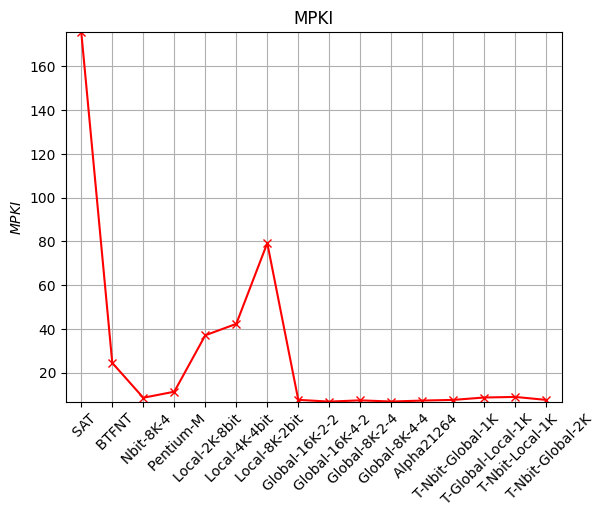 MPKI
MPKI
160
140
120
100
80
60
40
20
SAT
BTFNT
Nbit-8K-4
Pentium-M
Local-2K-8bit
Local-4K-4bit
Local-8K-2bit
Global-16K-2-2
Global-16K-4-2
Global-8K-2-4
Global-8K-4-4
Alpha21264
T-Nbit-Global-1K
T-Global-Local-1K
T-Nbit-Local-1K
T-Nbit-Global-2K